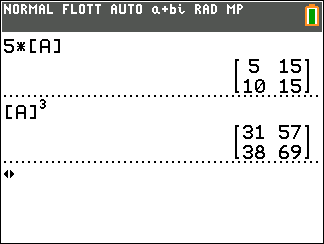 NORMAL FLOTT AUTO a+bi RAD MP
5*[A]
[5 15]
[10 15]
[A]³
[31 57]
[38 69]